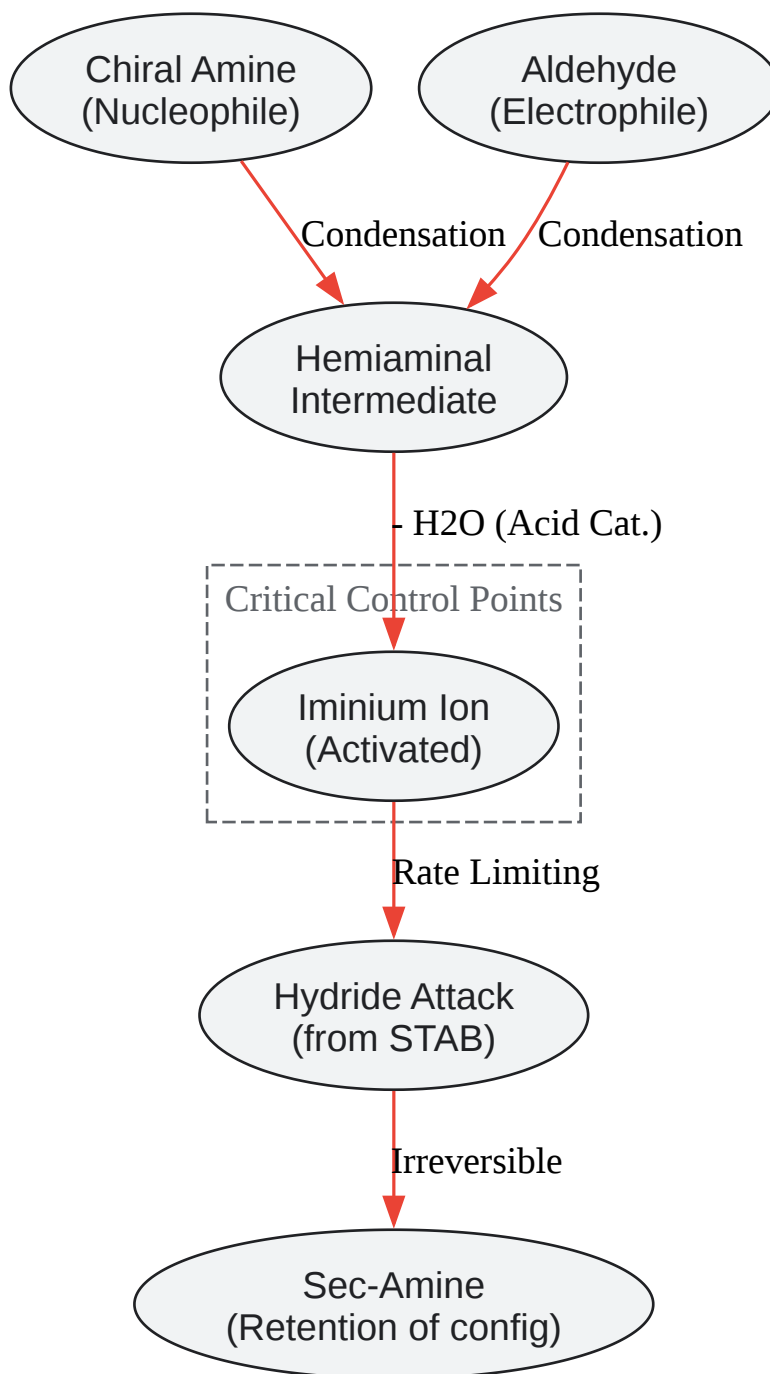 Chiral Amine
(Nucleophile)
Aldehyde
(Electrophile)
Condensation
Condensation
Hemiaminal
Intermediate
- H2O (Acid Cat.)
Critical Control Points
Iminium Ion
(Activated)
Rate Limiting
Hydride Attack
(from STAB)
Irreversible
Sec-Amine
(Retention of config)